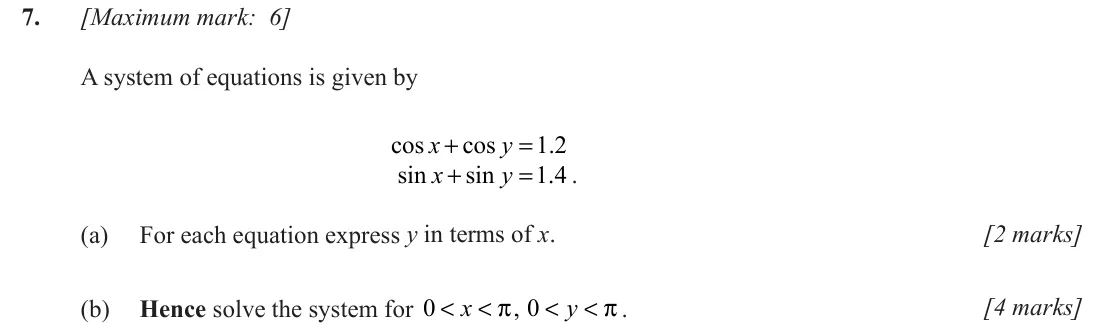 7. [Maximum mark: 6]
A system of equations is given by
cos x + cos y = 1.2
sin x + sin y = 1.4 .
(a) For each equation express y in terms of x. [2 marks]
(b) Hence solve the system for 0 < x < π, 0 < y < π. [4 marks]